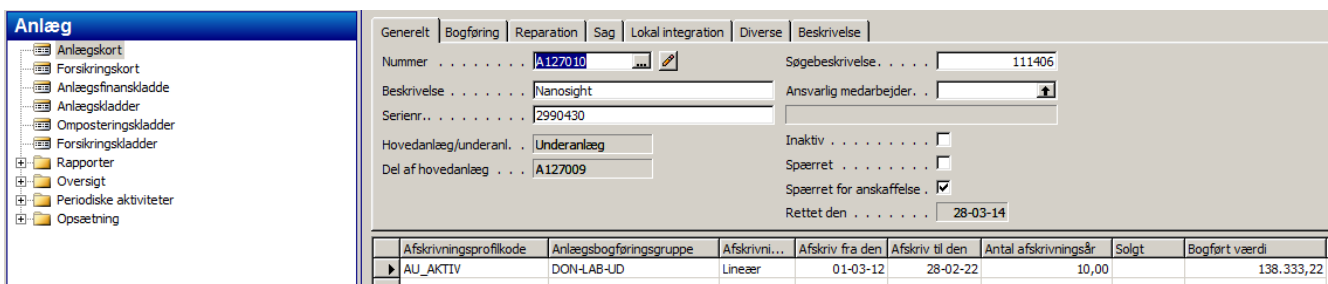 Anlæg
Anlægskort
Forsikringskort
Anlægsfinanskladde
Anlægskladder
Omposteringskladder
Forsikringskladder
Rapporter
Oversigt
Periodiske aktiviteter
Opsætning
Generelt Bogføring Reparation Sag Lokal integration Diverse Beskrivelse
Nummer . . . . . . . . A127010 ... Søgebeskrivelse. . . . . 111406
Beskrivelse . . . . . . . Nanosight Ansvarlig medarbejder. .
Serienr.. . . . . . . . . 2990430
Hovedanlæg/underanl. . Underanlæg Inaktiv . . . . . . . . .
Del af hovedanlæg . . . A127009 Spærret . . . . . . . .
Spærret for anskaffelse .
Rettet den . . . . . . . 28-03-14
Afskrivningsprofilkode Anlægsbogføringsgruppe Afskrivni... Afskriv fra den Afskriv til den Antal afskrivningsår Solgt Bogført værdi
AU_AKTIV DON-LAB-UD Lineær 01-03-12 28-02-22 10,00 138.333,22